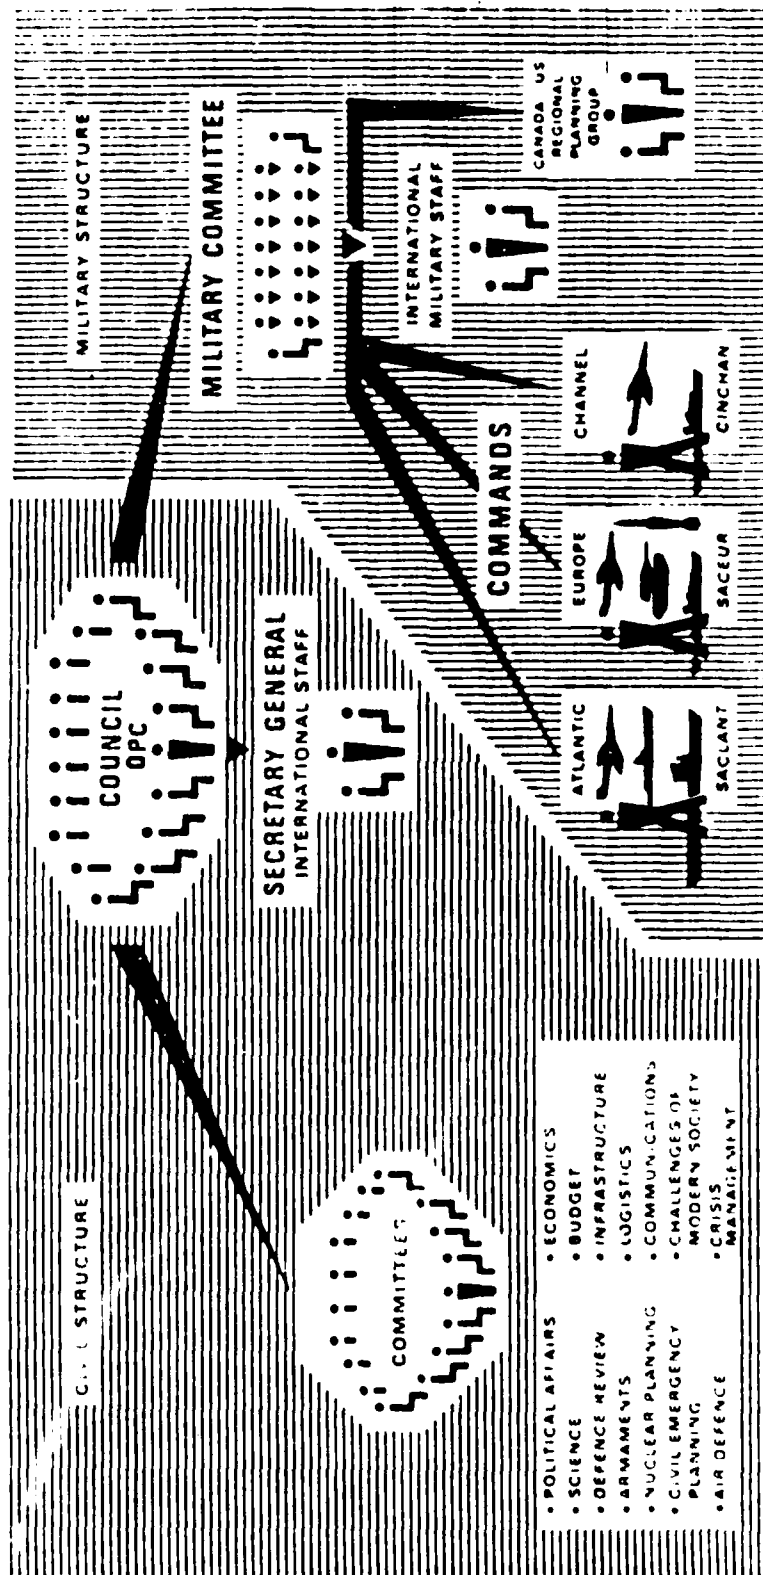 CIVIL STRUCTURE
MILITARY STRUCTURE
COUNCIL
DPC
SECRETARY GENERAL
INTERNATIONAL STAFF
MILITARY COMMITTEE
INTERNATIONAL
MILITARY STAFF
CANADA US
REGIONAL
PLANNING
GROUP
COMMITTEES
COMMANDS
ATLANTIC
SACLANT
EUROPE
SACEUR
CHANNEL
CINCHAN
• POLITICAL AFFAIRS
• SCIENCE
• DEFENCE REVIEW
• ARMAMENTS
• NUCLEAR PLANNING
• CIVIL EMERGENCY
PLANNING
• AIR DEFENCE
• ECONOMICS
• BUDGET
• INFRASTRUCTURE
• LOGISTICS
• COMMUNICATIONS
• CHALLENGES OF
MODERN SOCIETY
• CRISIS
MANAGEMENT